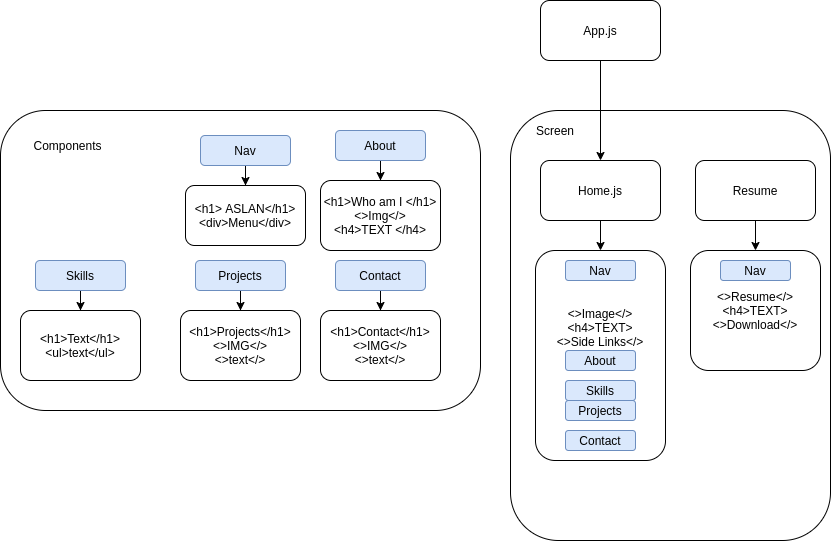 App.js
Components
Nav
<h1> ASLAN</h1>
<div>Menu</div>
About
<h1>Who am I </h1>
<>Img</>
<h4>TEXT </h4>
Skills
<h1>Text</h1>
<ul>text</ul>
Projects
<h1>Projects</h1>
<>IMG</>
<>text</>
Contact
<h1>Contact</h1>
<>IMG</>
<>text</>
Screen
Home.js
Nav
<>Image</>
<h4>TEXT)
<>Side Links</>
About
Skills
Projects
Contact
Resume
Nav
<>Resume</>
<h4>TEXT)
<>Download</>